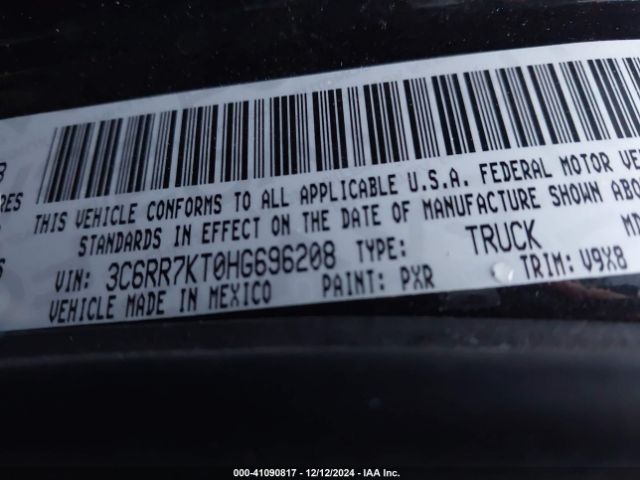 THIS VEHICLE CONFORMS TO ALL APPLICABLE U.S.A. FEDERAL MOTOR
STANDARDS IN EFFECT ON THE DATE OF MANUFACTURE SHOWN
VIN: 3C6RR7KT0HG696208 TYPE: TRUCK
VEHICLE MADE IN MEXICO PAINT: PXR TRIM: V9X8
000-41090817 - 12/12/2024 - IAA Inc.